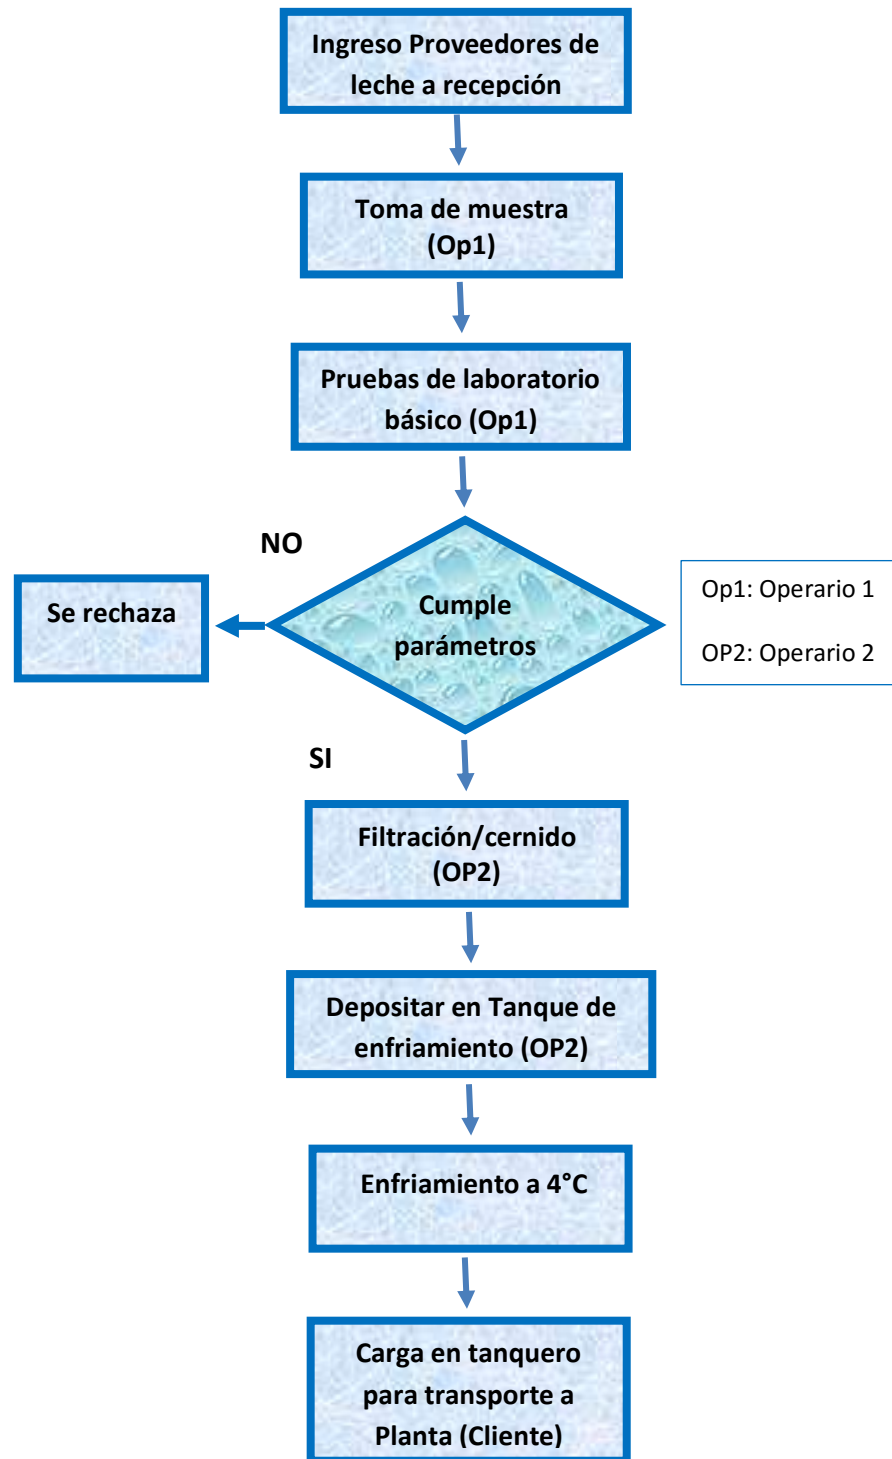 Ingreso Proveedores de
leche a recepción
Toma de muestra
(Op1)
Pruebas de laboratorio
básico (Op1)
NO
Se rechaza
Cumple
parámetros
Op1: Operario 1
OP2: Operario 2
SI
Filtración/cernido
(OP2)
Depositar en Tanque de
enfriamiento (OP2)
Enfriamiento a 4°C
Carga en tanquero
para transporte a
Planta (Cliente)